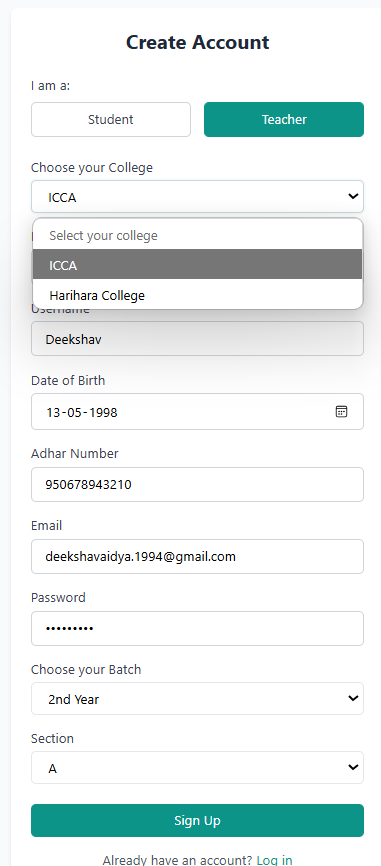 Create Account
I am a:
Student
Teacher
Choose your College
ICCA
Select your college
ICCA
Harihara College
Username
Deekshav
Date of Birth
13-05-1998
Adhar Number
950678943210
Email
deekshavaidya.1994@gmail.com
Password
•••••••••
Choose your Batch
2nd Year
Section
A
Sign Up
Already have an account? Log in